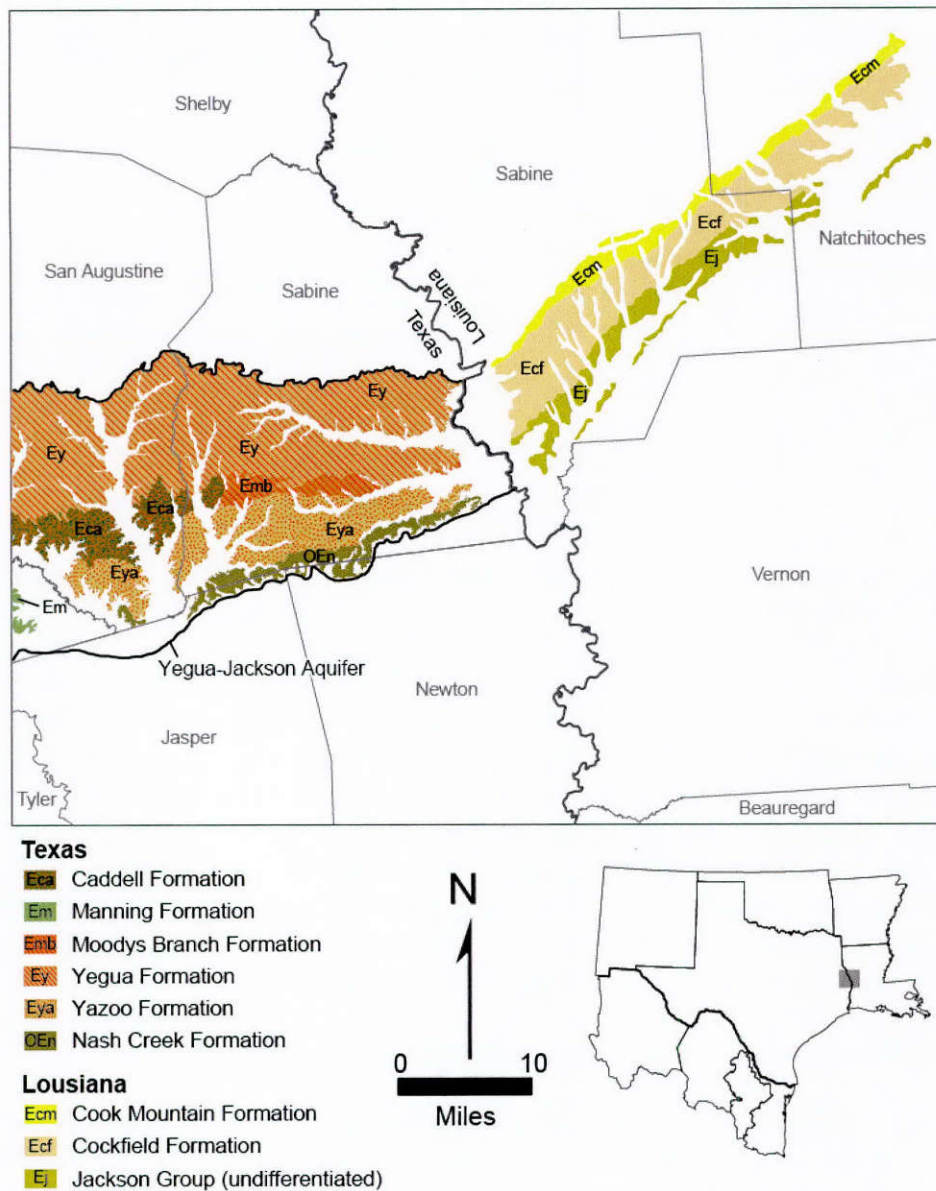 Shelby
Sabine
Ecm
San Augustine
Sabine
Louisiana
Texas
Ecm
Ecf
Ej
Natchitoches
Ecf
Ej
Ey
Ey
Ey
Emb
Eca
Eca
Eya
Eya
OEn
Em
Vernon
Yegua-Jackson Aquifer
Newton
Jasper
Tyler
Beauregard
Texas
Eca Caddell Formation
Em Manning Formation
Emb Moodys Branch Formation
Ey Yegua Formation
Eya Yazoo Formation
OEn Nash Creek Formation
Lousiana
Ecm Cook Mountain Formation
Ecf Cockfield Formation
Ej Jackson Group (undifferentiated)
N
0 10
Miles